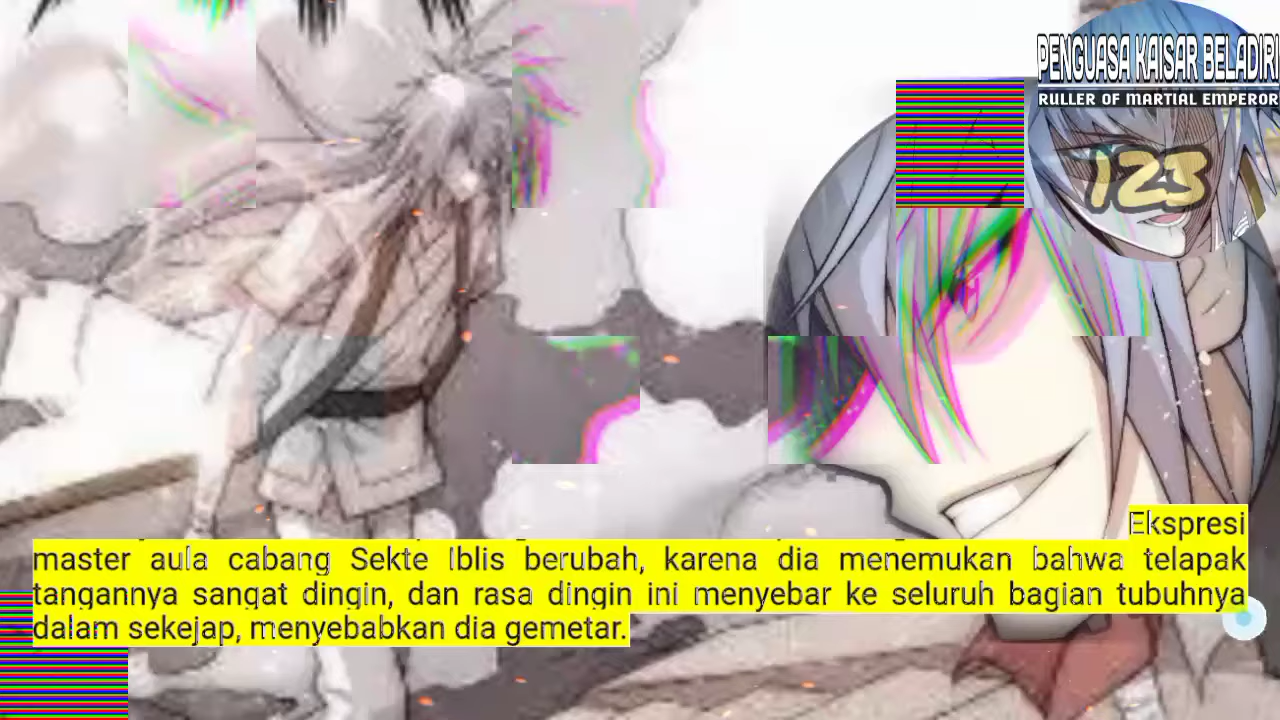 PENGUASA KAISAR BELADIRI
RULLER OF MARTIAL EMPEROR
123
Ekspresi
master aula cabang Sekte Iblis berubah, karena dia menemukan bahwa telapak
tangannya sangat dingin, dan rasa dingin ini menyebar ke seluruh bagian tubuhnya
dalam sekejap, menyebabkan dia gemetar.